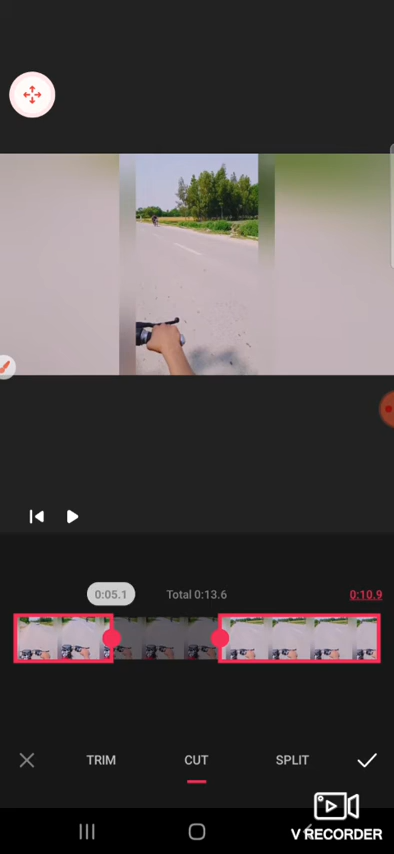 0:05.1
Total 0:13.6
0:10.9
TRIM
CUT
SPLIT
V RECORDER